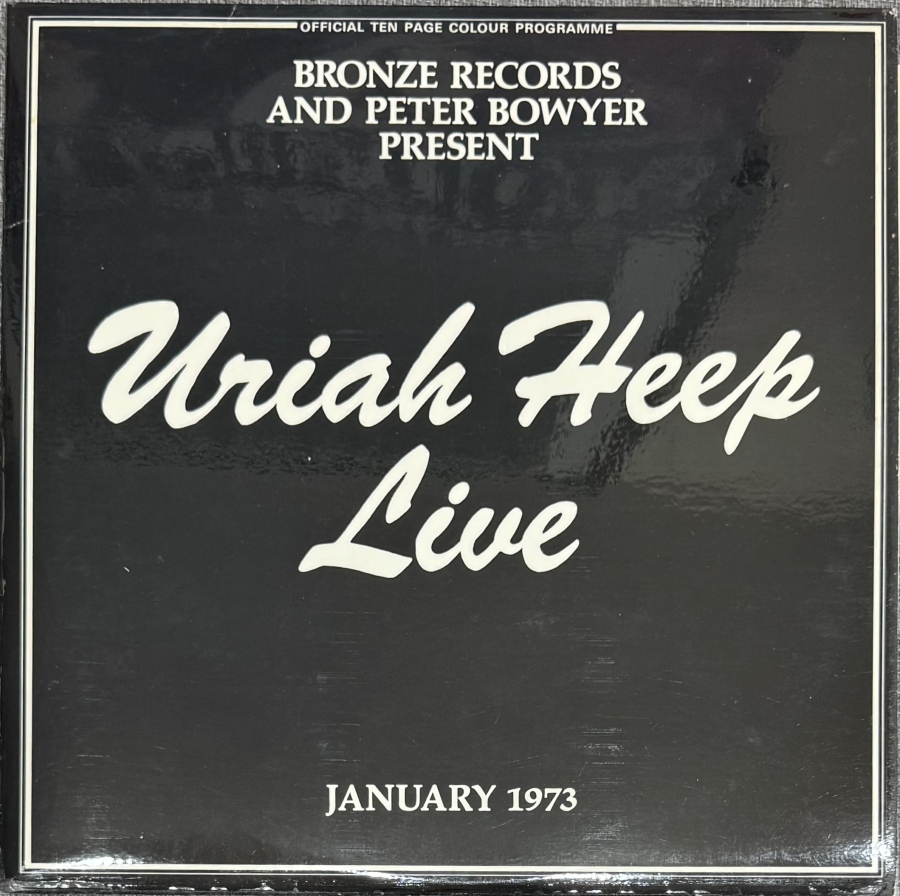 OFFICIAL TEN PAGE COLOUR PROGRAMME
BRONZE RECORDS
AND PETER BOWYER
PRESENT
Uriah Heep
Live
JANUARY 1973